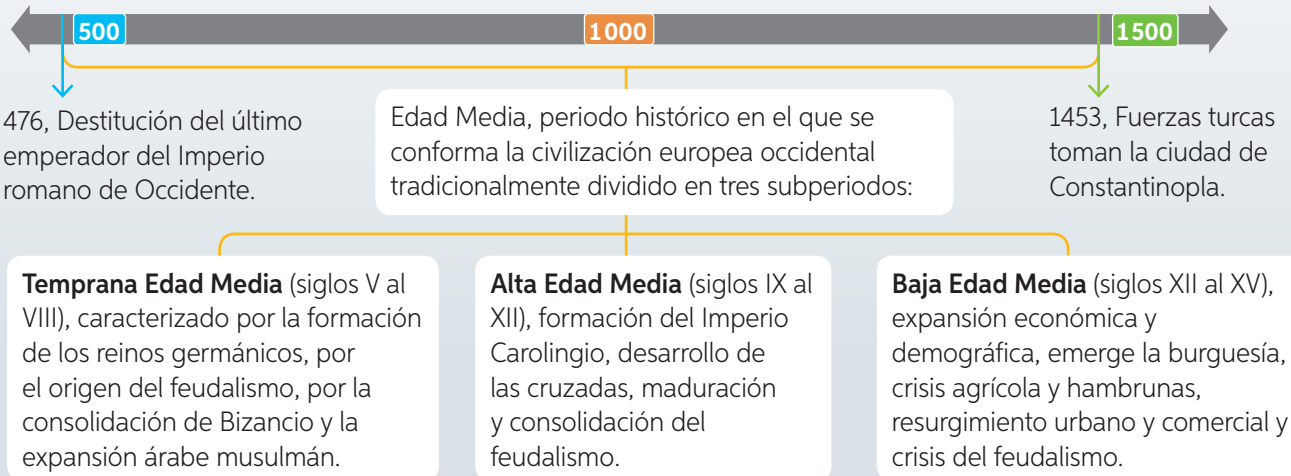 500
1000
1500
476, Destitución del último
emperador del Imperio
romano de Occidente.
Edad Media, periodo histórico en el que se
conforma la civilización europea occidental
tradicionalmente dividido en tres subperiodos:
1453, Fuerzas turcas
toman la ciudad de
Constantinopla.
Temprana Edad Media (siglos V al
VIII), caracterizado por la formación
de los reinos germánicos, por
el origen del feudalismo, por la
consolidación de Bizancio y la
expansión árabe musulmán.
Alta Edad Media (siglos IX al
XII), formación del Imperio
Carolingio, desarrollo de
las cruzadas, maduración
y consolidación del
feudalismo.
Baja Edad Media (siglos XII al XV),
expansión económica y
demográfica, emerge la burguesía,
crisis agrícola y hambrunas,
resurgimiento urbano y comercial y
crisis del feudalismo.